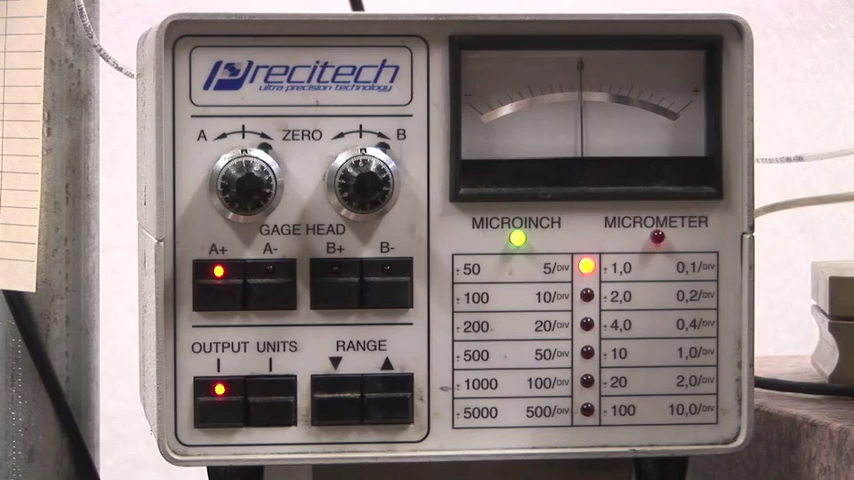 Precitech
ultra precision technology
A ZERO B
GAGE HEAD
A+ A- B+ B-
OUTPUT UNITS RANGE
- +
MICROINCH MICROMETER
±50 5/DIV ±1,0 0,1/DIV
±100 10/DIV ±2,0 0,2/DIV
±200 20/DIV ±4,0 0,4/DIV
±500 50/DIV ±10 1,0/DIV
±1000 100/DIV ±20 2,0/DIV
±5000 500/DIV ±100 10,0/DIV